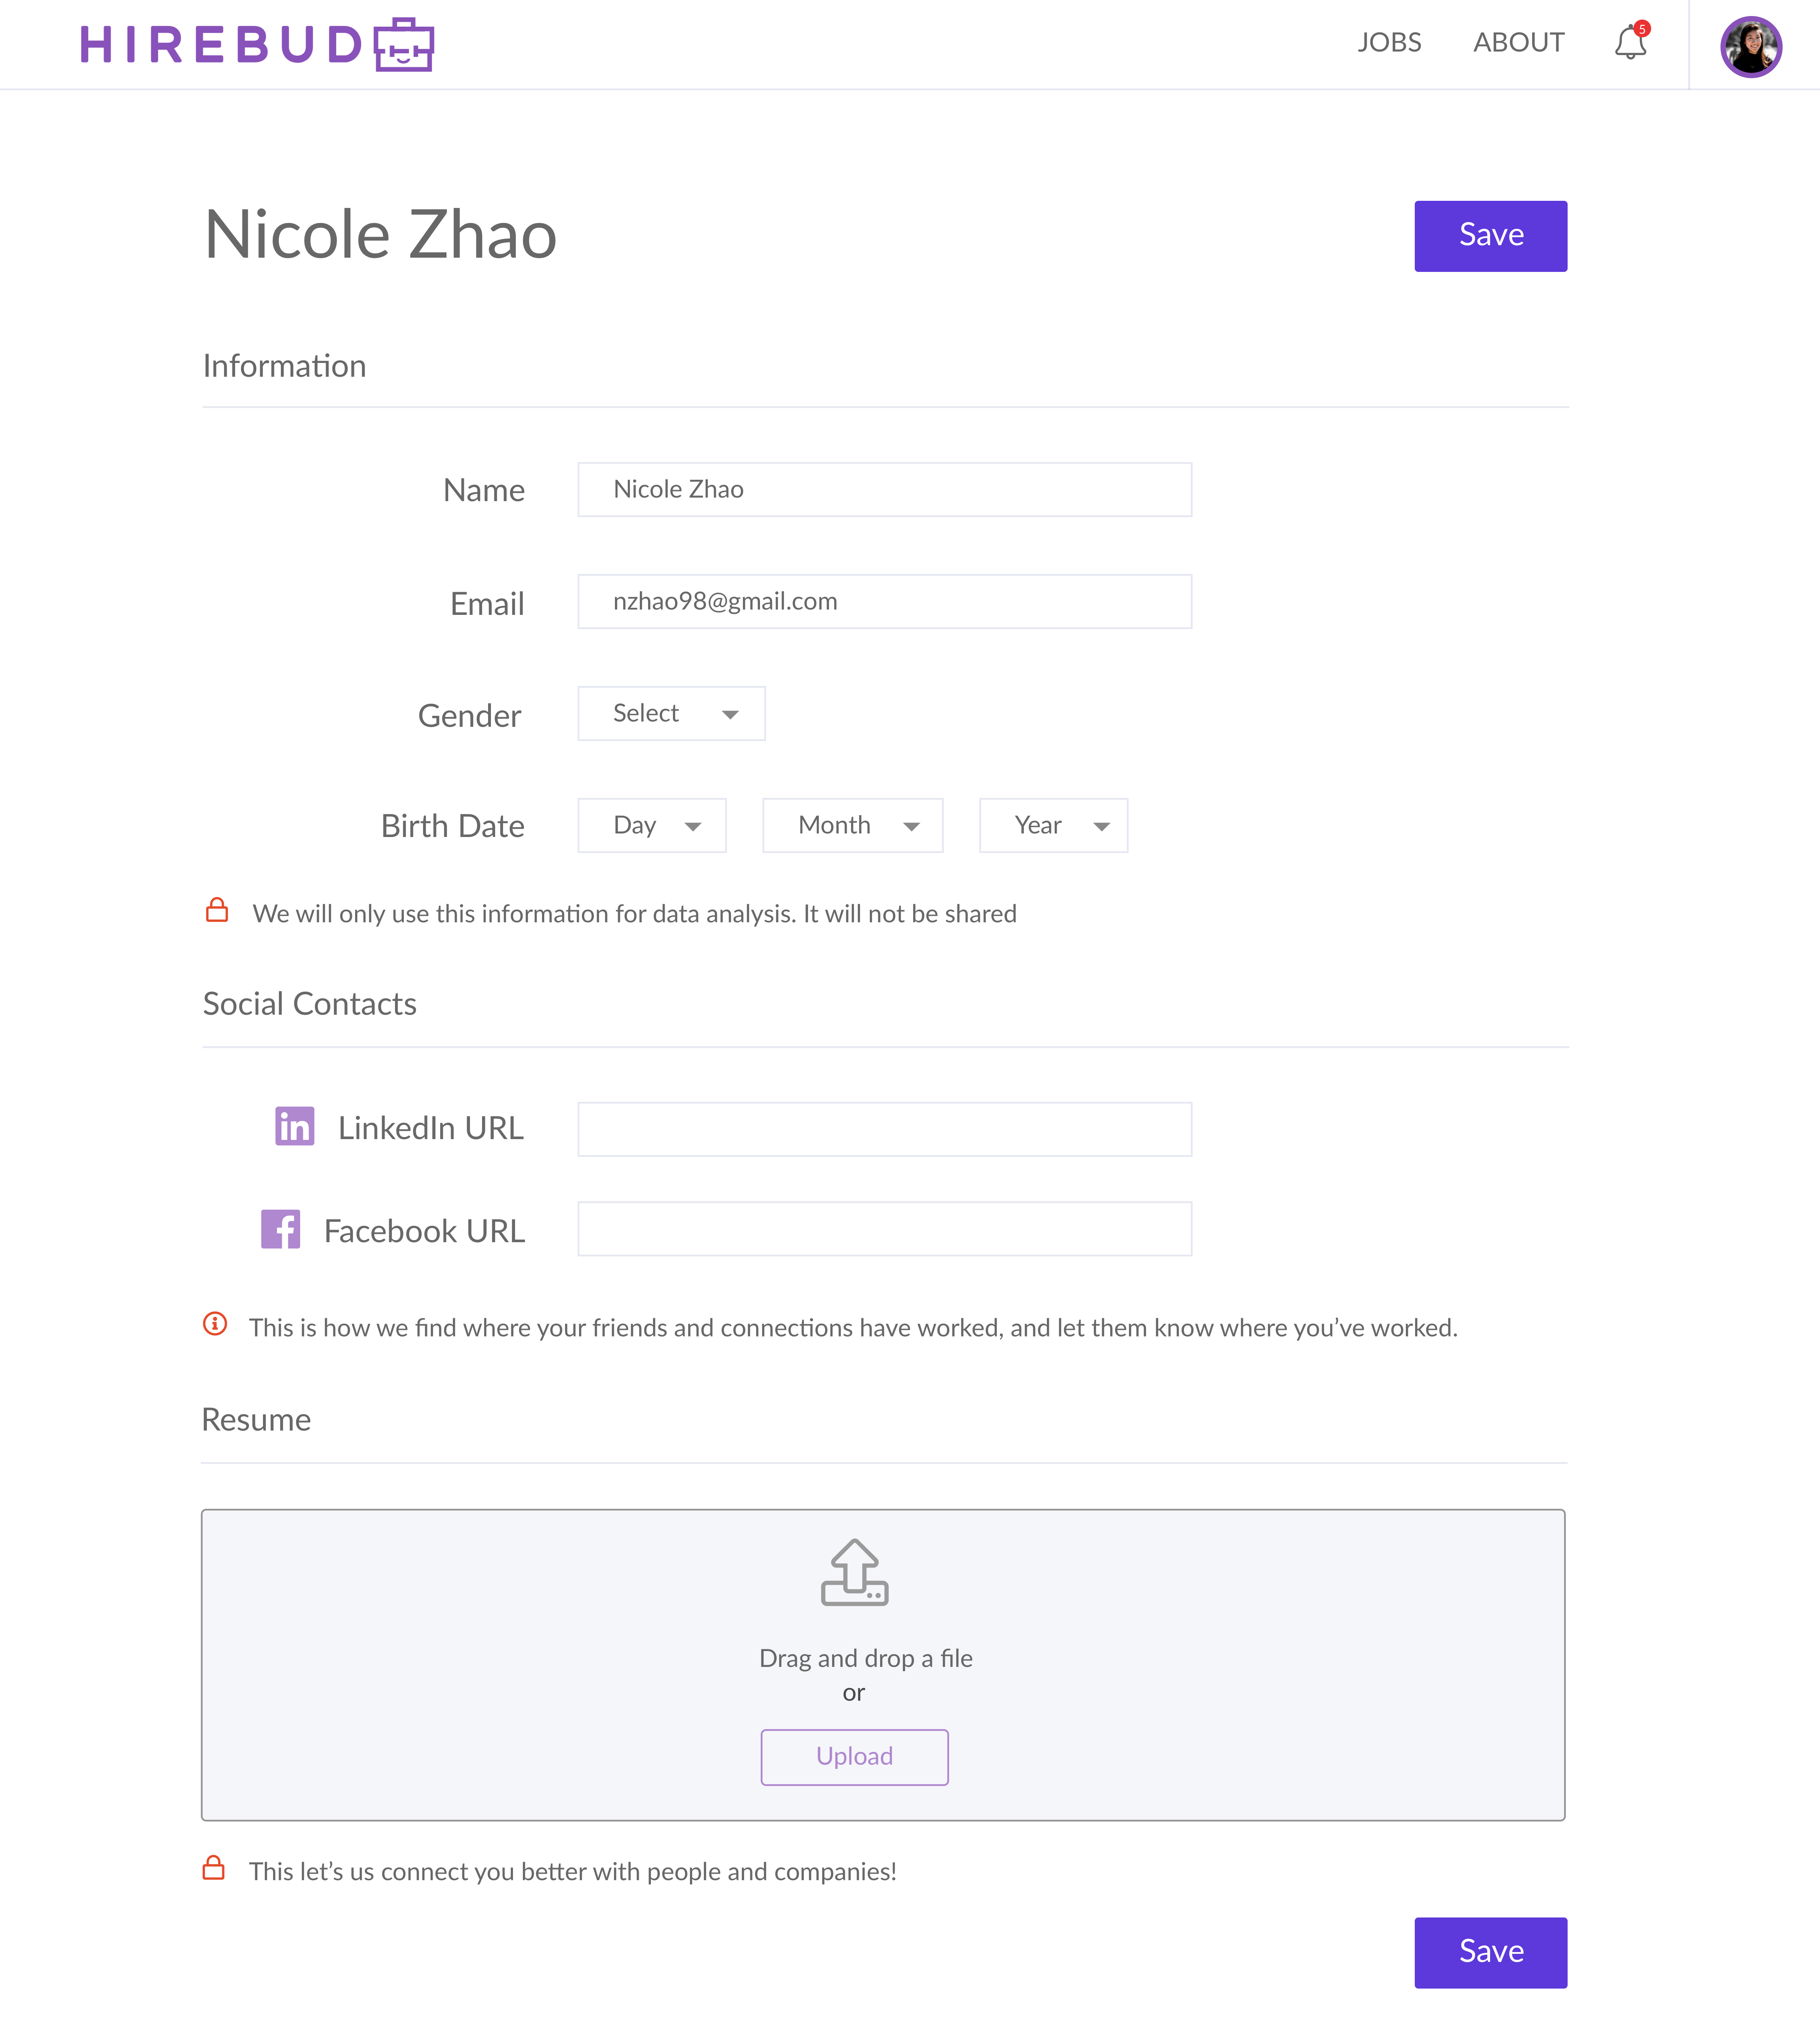 HIREBUD
JOBS ABOUT 5
Nicole Zhao Save
Information
Name Nicole Zhao
Email nzhao98@gmail.com
Gender Select
Birth Date Day Month Year
We will only use this information for data analysis. It will not be shared
Social Contacts
in LinkedIn URL
f Facebook URL
This is how we find where your friends and connections have worked, and let them know where you’ve worked.
Resume
Drag and drop a file
or
Upload
This let’s us connect you better with people and companies!
Save